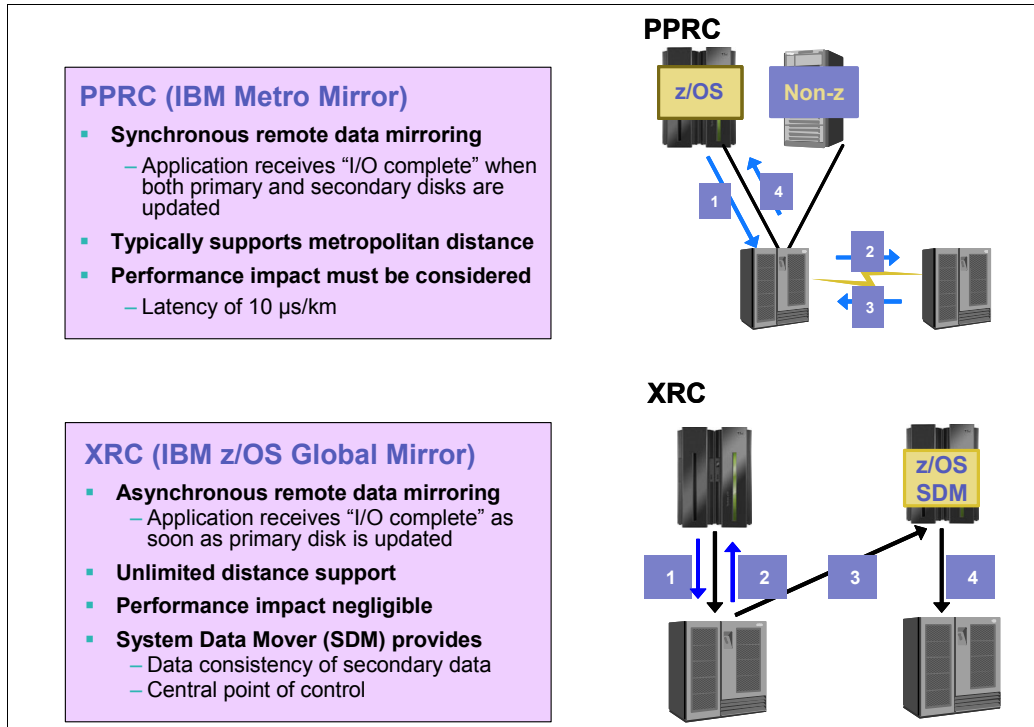 PPRC (IBM Metro Mirror)
▪ Synchronous remote data mirroring
– Application receives “I/O complete” when
both primary and secondary disks are
updated
▪ Typically supports metropolitan distance
▪ Performance impact must be considered
– Latency of 10 µs/km
PPRC
z/OS
Non-z
1
4
2
3
XRC (IBM z/OS Global Mirror)
▪ Asynchronous remote data mirroring
– Application receives “I/O complete” as
soon as primary disk is updated
▪ Unlimited distance support
▪ Performance impact negligible
▪ System Data Mover (SDM) provides
– Data consistency of secondary data
– Central point of control
XRC
z/OS
SDM
1
2
3
4